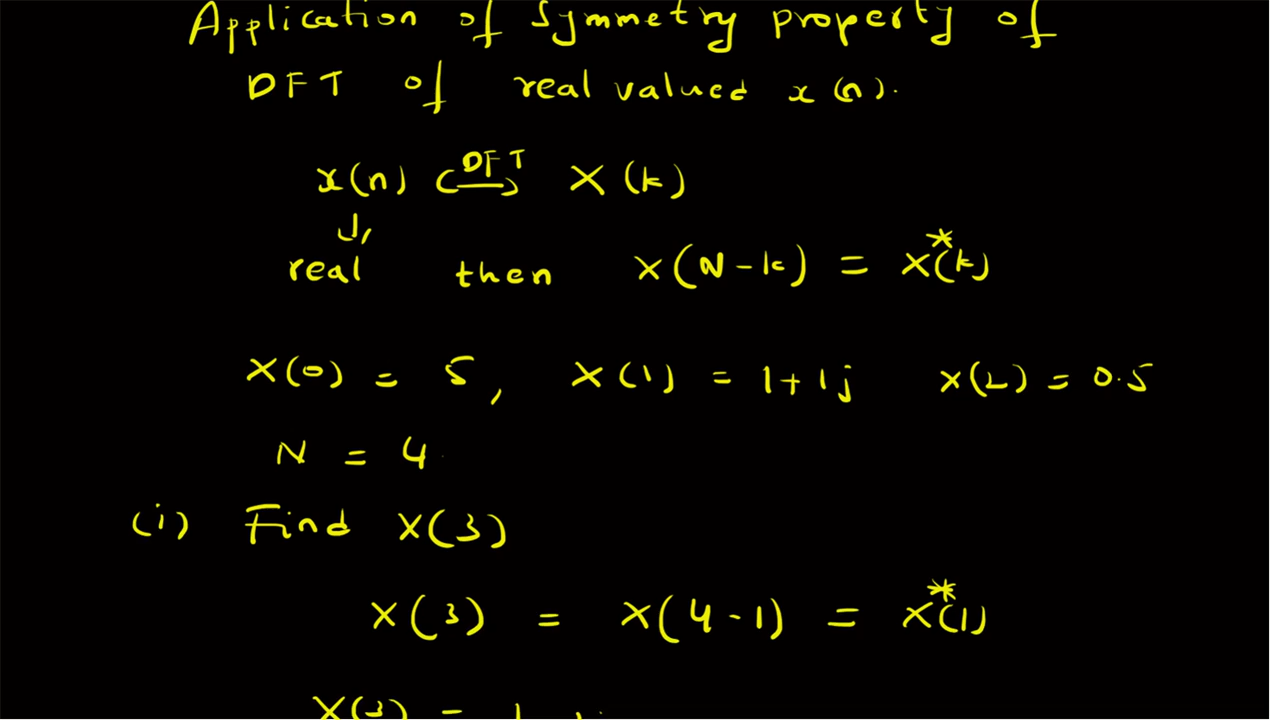 Application of Symmetry property of
DFT of real valued x(n).
x(n) DFT X(k)
real then X(N-k) = X*(k)
X(0) = 5, X(1) = 1+1j X(2) = 0.5
N = 4
(i) Find X(3)
X(3) = X(4-1) = X*(1)
X(3) =